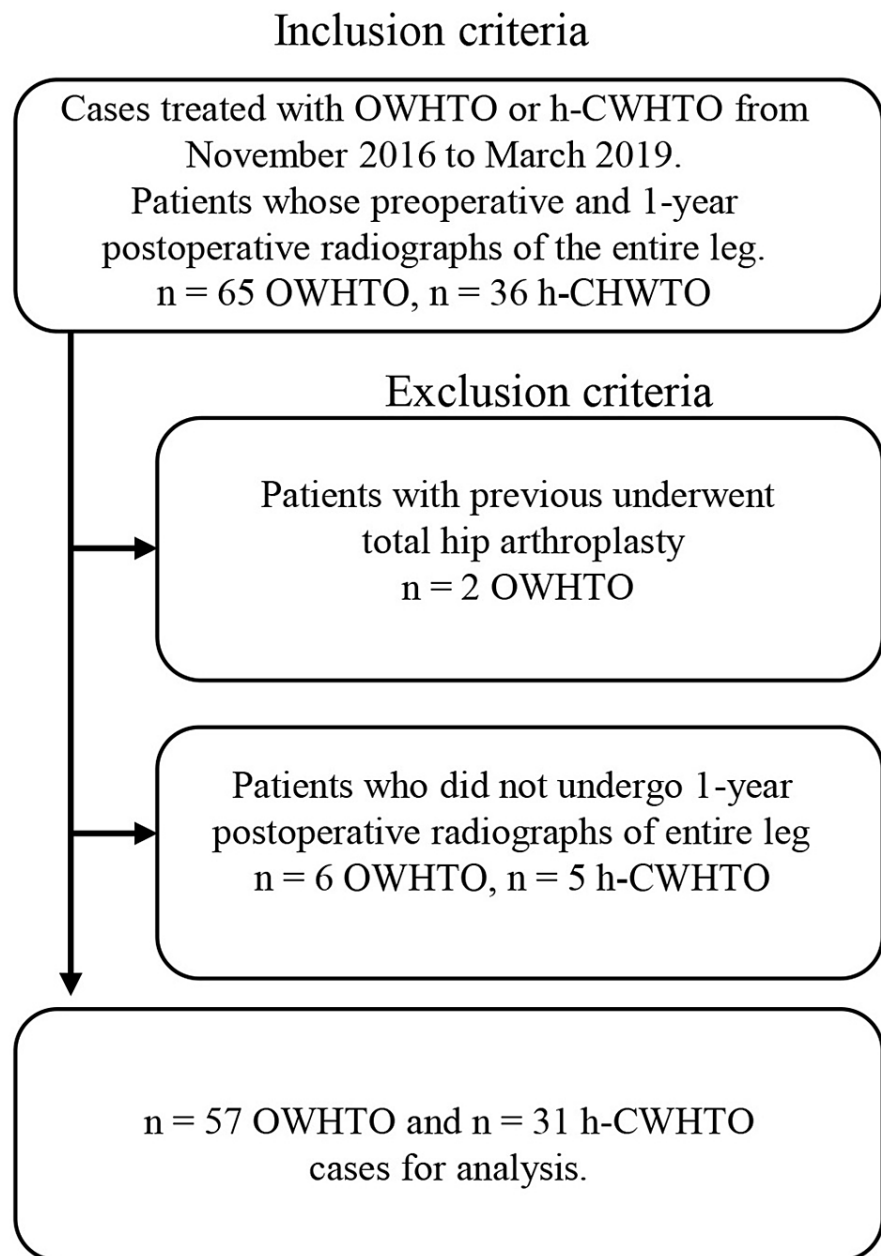 Inclusion criteria
Cases treated with OWHTO or h-CWHTO from
November 2016 to March 2019.
Patients whose preoperative and 1-year
postoperative radiographs of the entire leg.
n = 65 OWHTO, n = 36 h-CHWTO
Exclusion criteria
Patients with previous underwent
total hip arthroplasty
n = 2 OWHTO
Patients who did not undergo 1-year
postoperative radiographs of entire leg
n = 6 OWHTO, n = 5 h-CWHTO
n = 57 OWHTO and n = 31 h-CWHTO
cases for analysis.